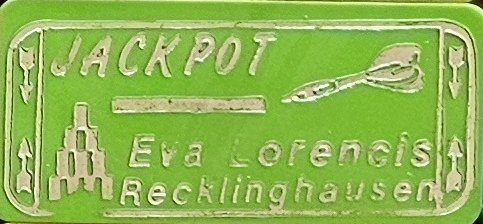 JACKPOT
Eva Lorencis
Recklinghausen